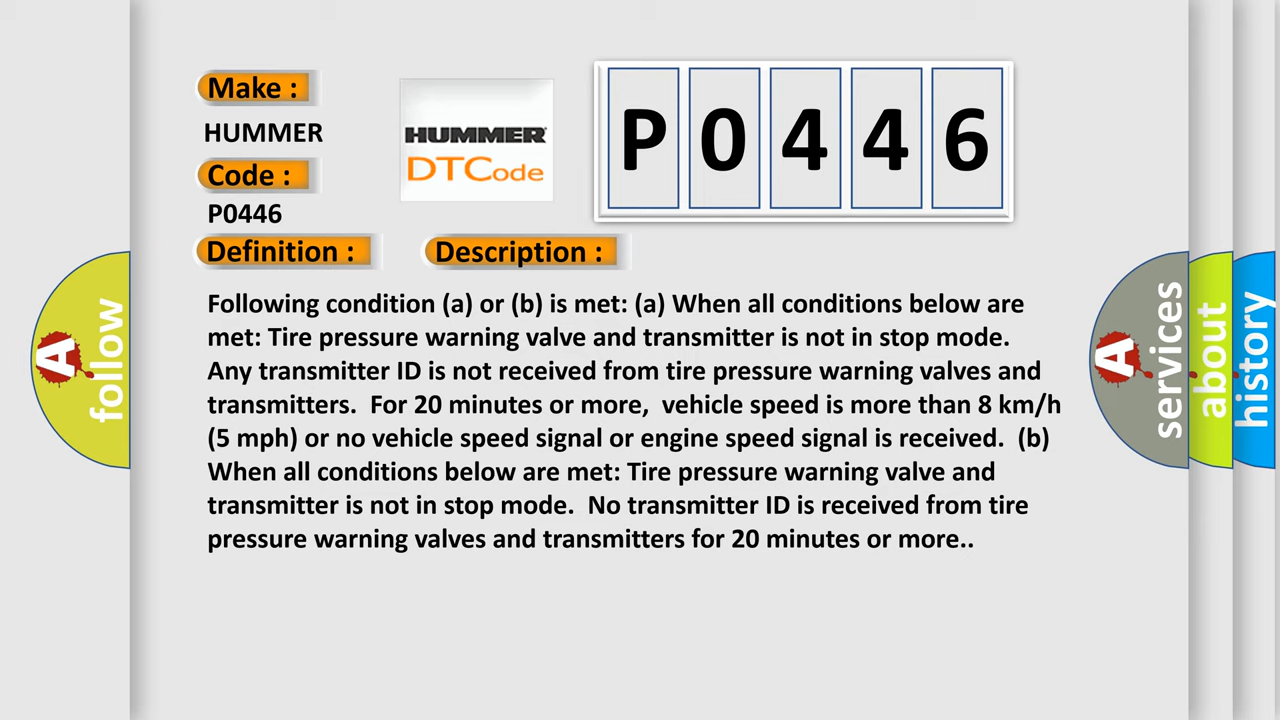 Make :
HUMMER
Code :
P0446
HUMMER
DTCode
P0446
Definition :
Description :
Following condition (a) or (b) is met: (a) When all conditions below are
met: Tire pressure warning valve and transmitter is not in stop mode.
Any transmitter ID is not received from tire pressure warning valves and
transmitters.  For 20 minutes or more,  vehicle speed is more than 8 km/h
(5 mph) or no vehicle speed signal or engine speed signal is received.  (b)
When all conditions below are met: Tire pressure warning valve and
transmitter is not in stop mode.  No transmitter ID is received from tire
pressure warning valves and transmitters for 20 minutes or more..
A
follow
A
services
about
history